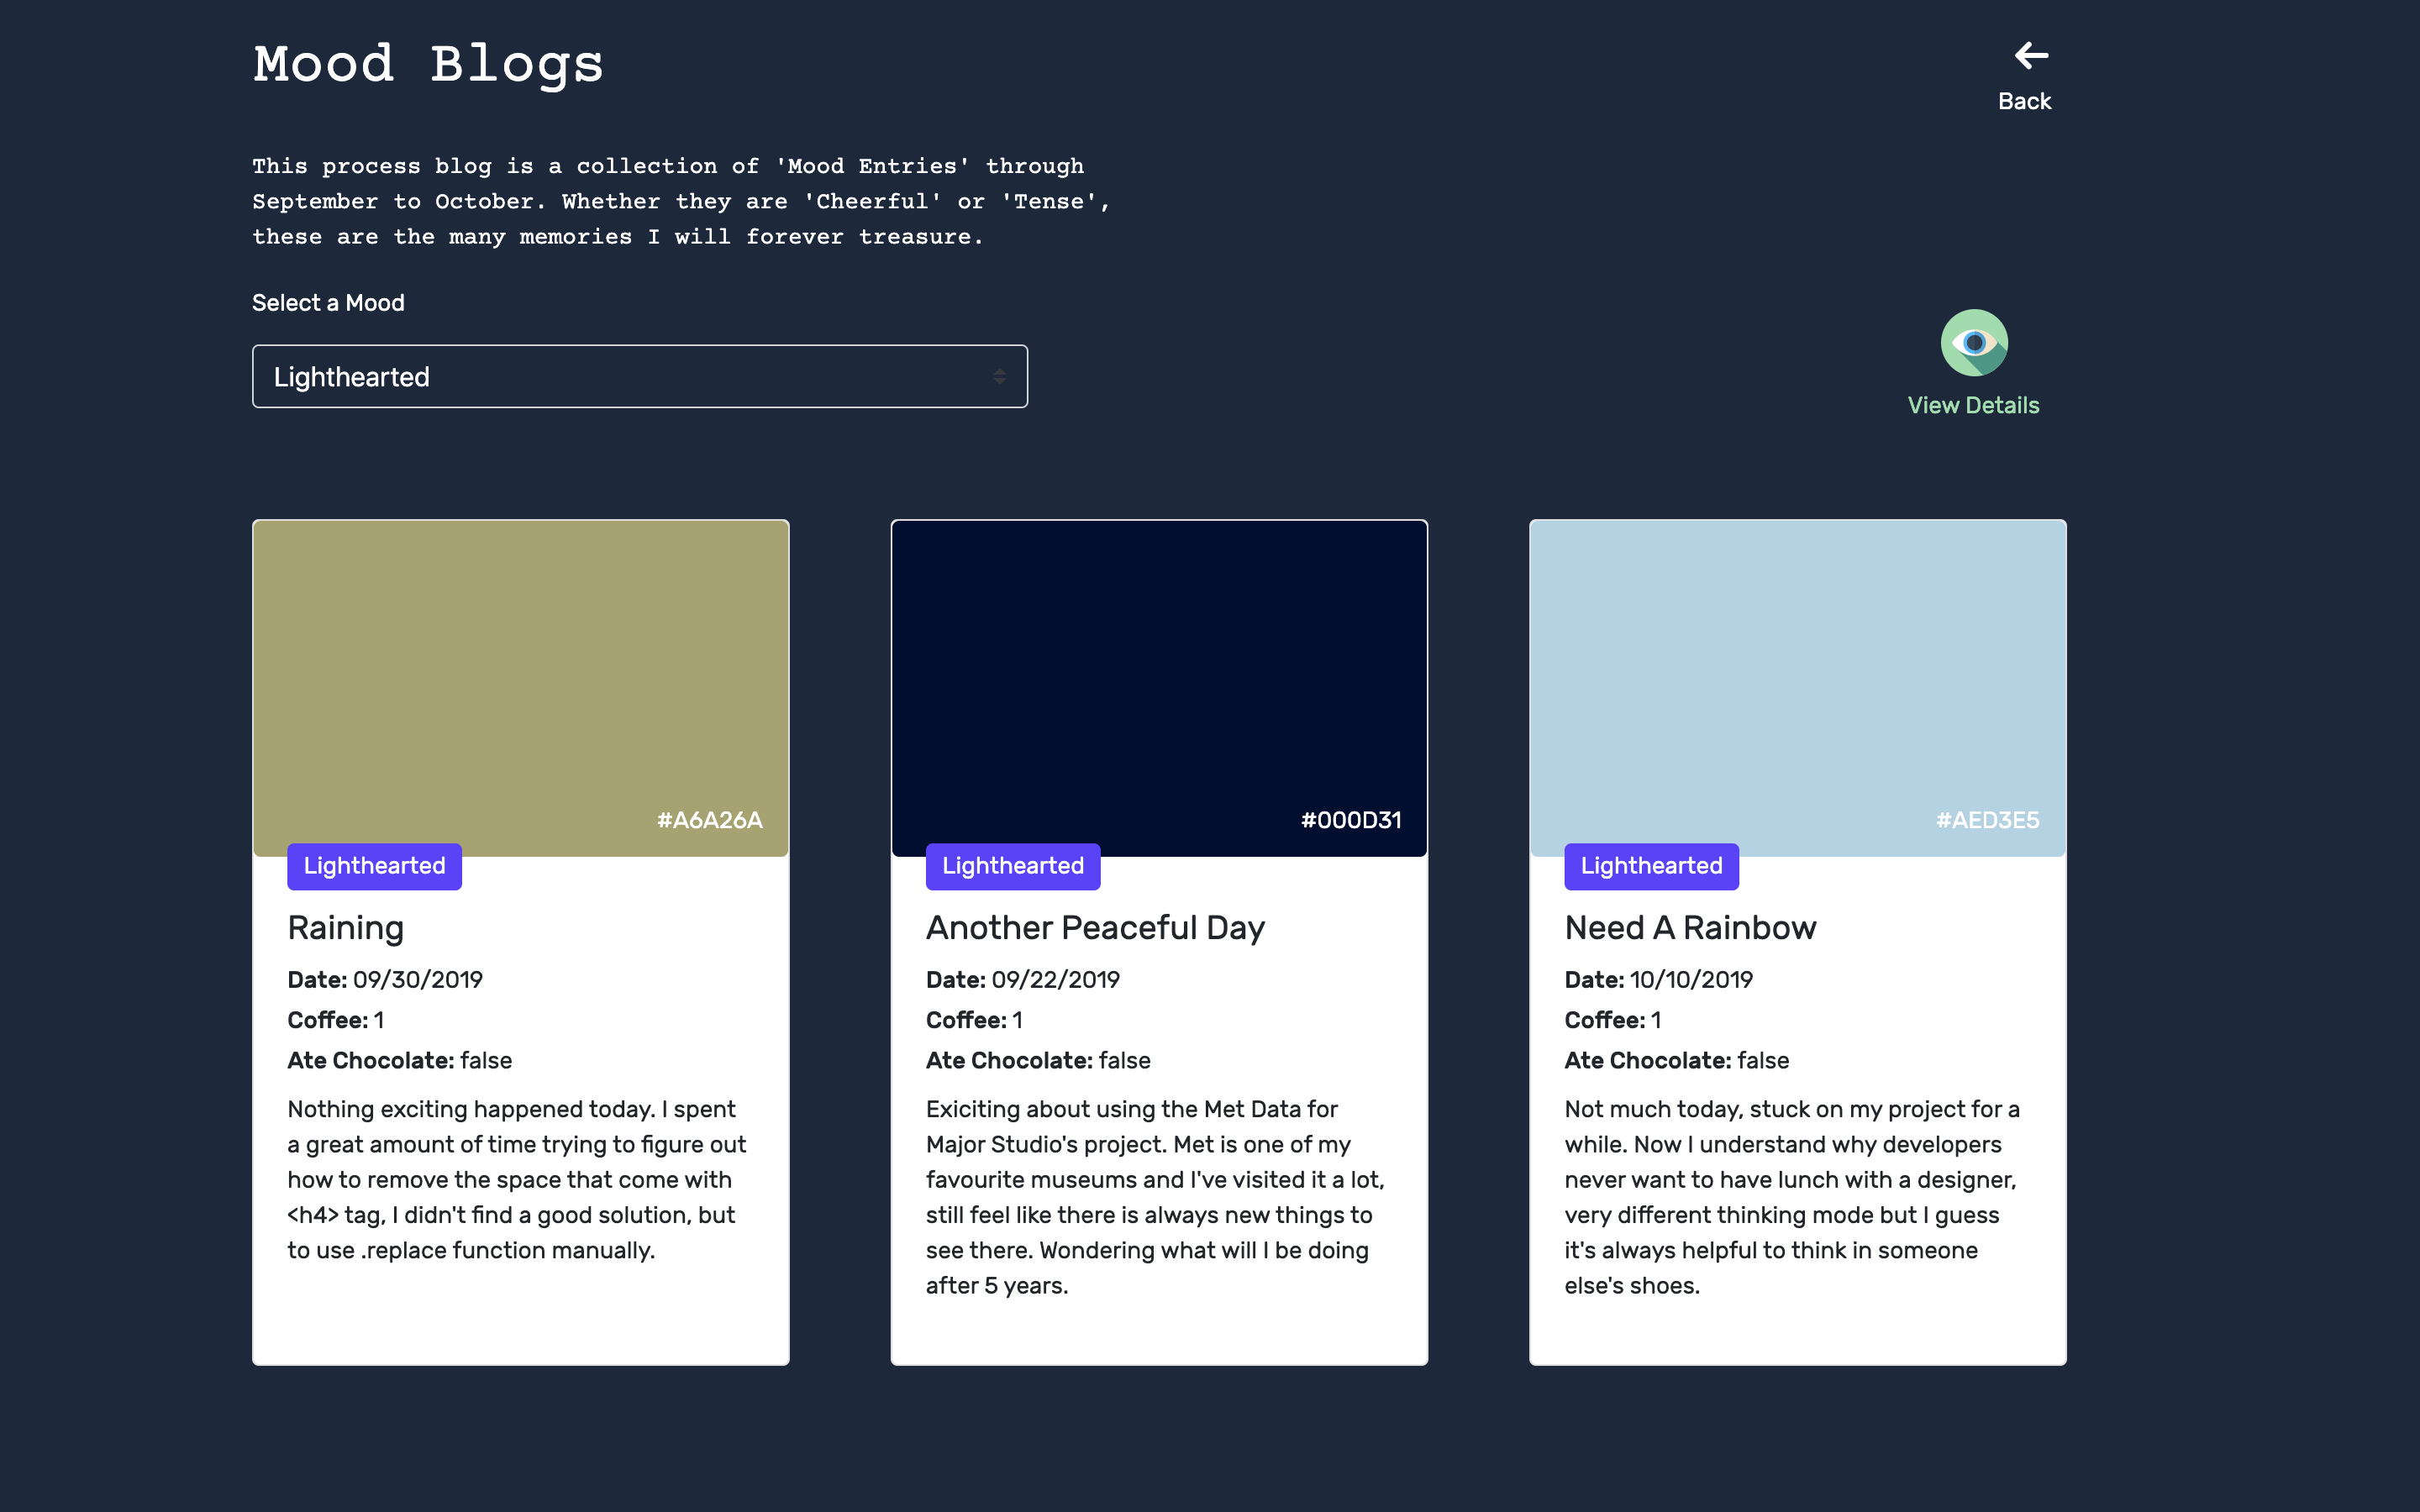 Mood Blogs
Back
This process blog is a collection of 'Mood Entries' through
September to October. Whether they are 'Cheerful' or 'Tense',
these are the many memories I will forever treasure.
Select a Mood
Lighthearted
View Details
#A6A26A
Lighthearted
Raining
Date: 09/30/2019
Coffee: 1
Ate Chocolate: false
Nothing exciting happened today. I spent
a great amount of time trying to figure out
how to remove the space that come with
<h4> tag, I didn't find a good solution, but
to use .replace function manually.
#000D31
Lighthearted
Another Peaceful Day
Date: 09/22/2019
Coffee: 1
Ate Chocolate: false
Exiciting about using the Met Data for
Major Studio's project. Met is one of my
favourite museums and I've visited it a lot,
still feel like there is always new things to
see there. Wondering what will I be doing
after 5 years.
#AED3E5
Lighthearted
Need A Rainbow
Date: 10/10/2019
Coffee: 1
Ate Chocolate: false
Not much today, stuck on my project for a
while. Now I understand why developers
never want to have lunch with a designer,
very different thinking mode but I guess
it's always helpful to think in someone
else's shoes.